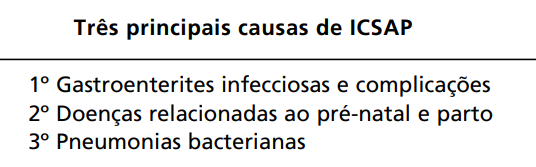 Três principais causas de ICSAP
1º Gastroenterites infecciosas e complicações
2º Doenças relacionadas ao pré-natal e parto
3º Pneumonias bacterianas